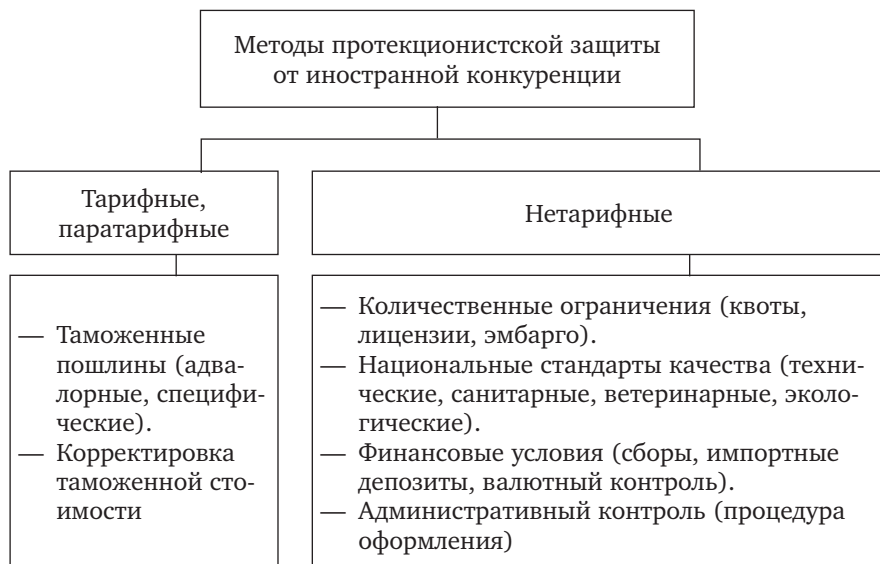 Методы протекционистской защиты
от иностранной конкуренции
Тарифные,
паратарифные
Нетарифные
— Таможенные
пошлины (адва-
лорные, специфи-
ческие).
— Корректировка
таможенной сто-
имости
— Количественные ограничения (квоты,
лицензии, эмбарго).
— Национальные стандарты качества (техни-
ческие, санитарные, ветеринарные, эколо-
гические).
— Финансовые условия (сборы, импортные
депозиты, валютный контроль).
— Административный контроль (процедура
оформления)